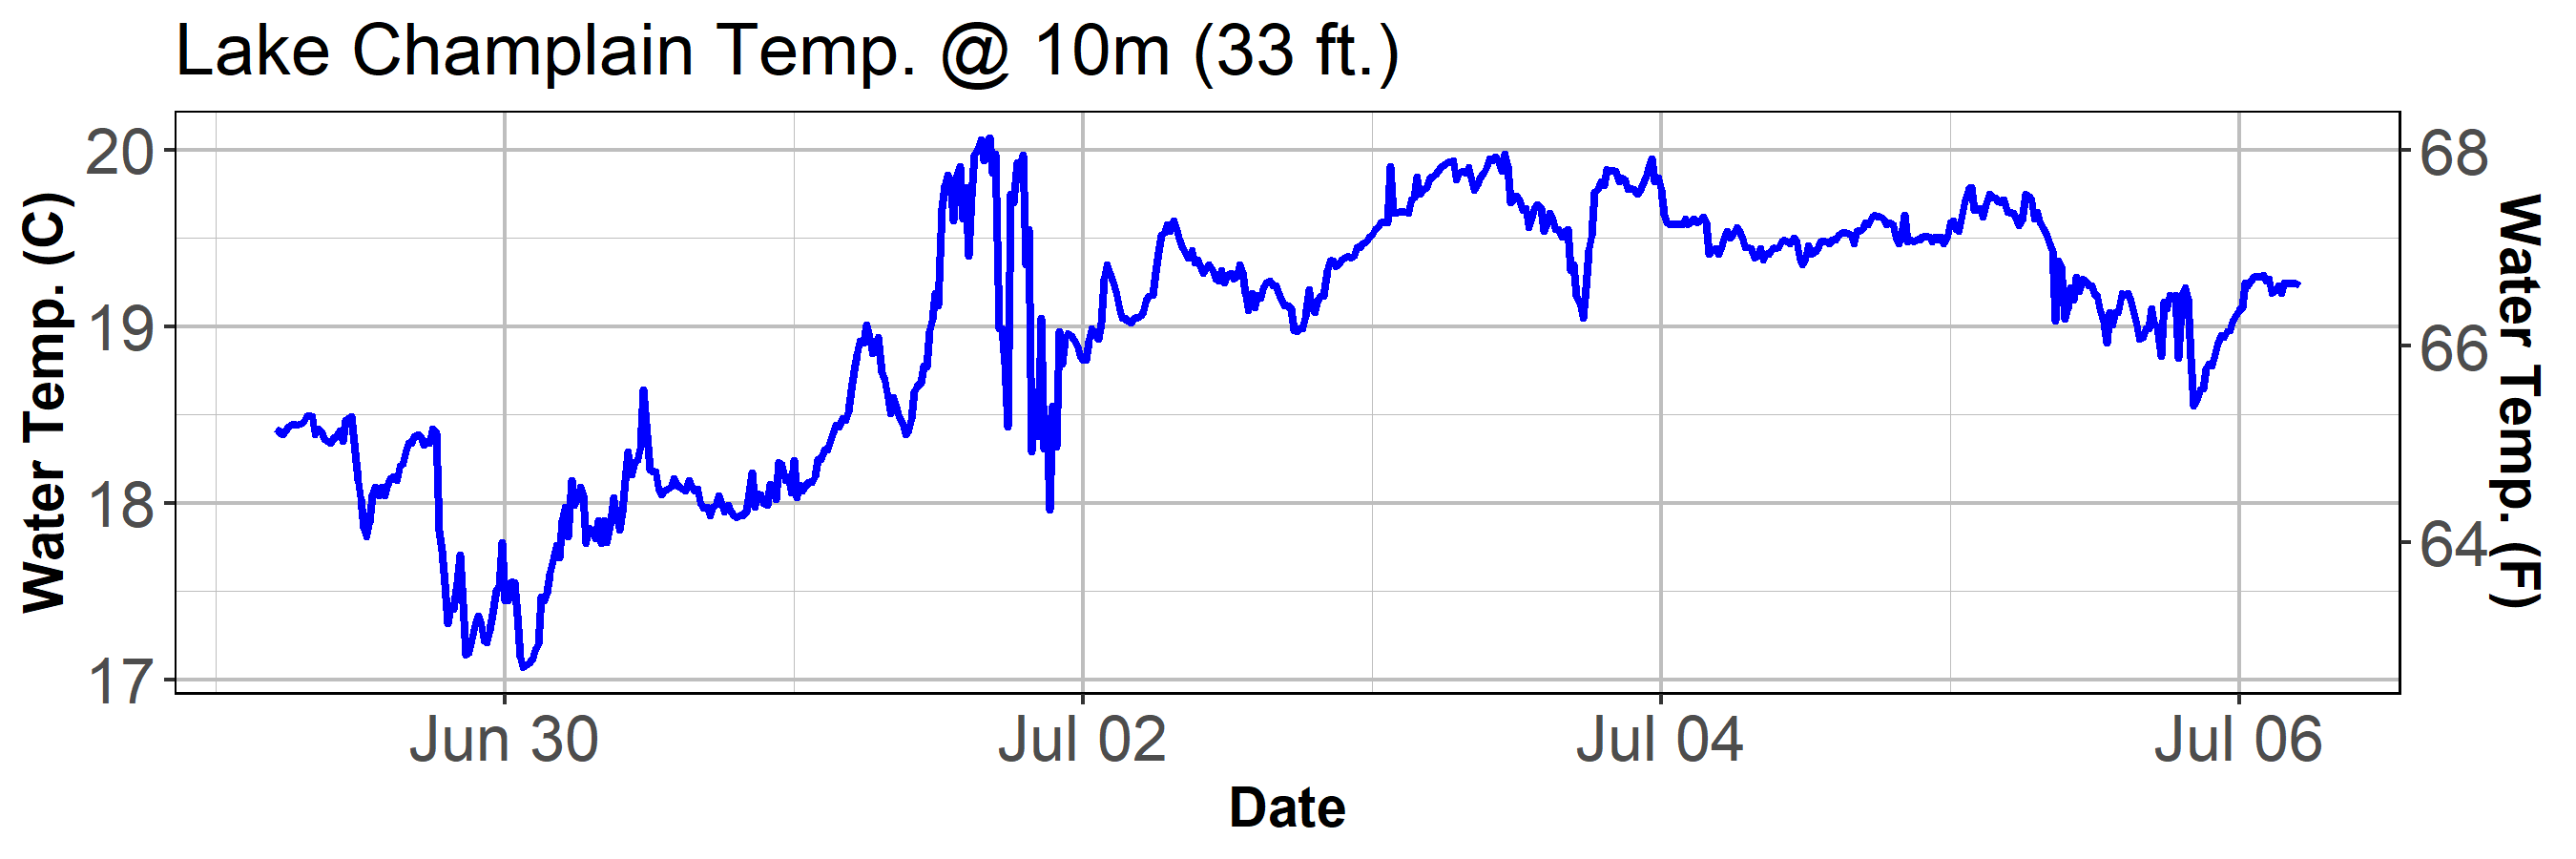 Lake Champlain Temp. @ 10m (33 ft.)
Water Temp. (C)
20
19
18
17
68
66
64
Water Temp. (F)
Jun 30
Jul 02
Jul 04
Jul 06
Date